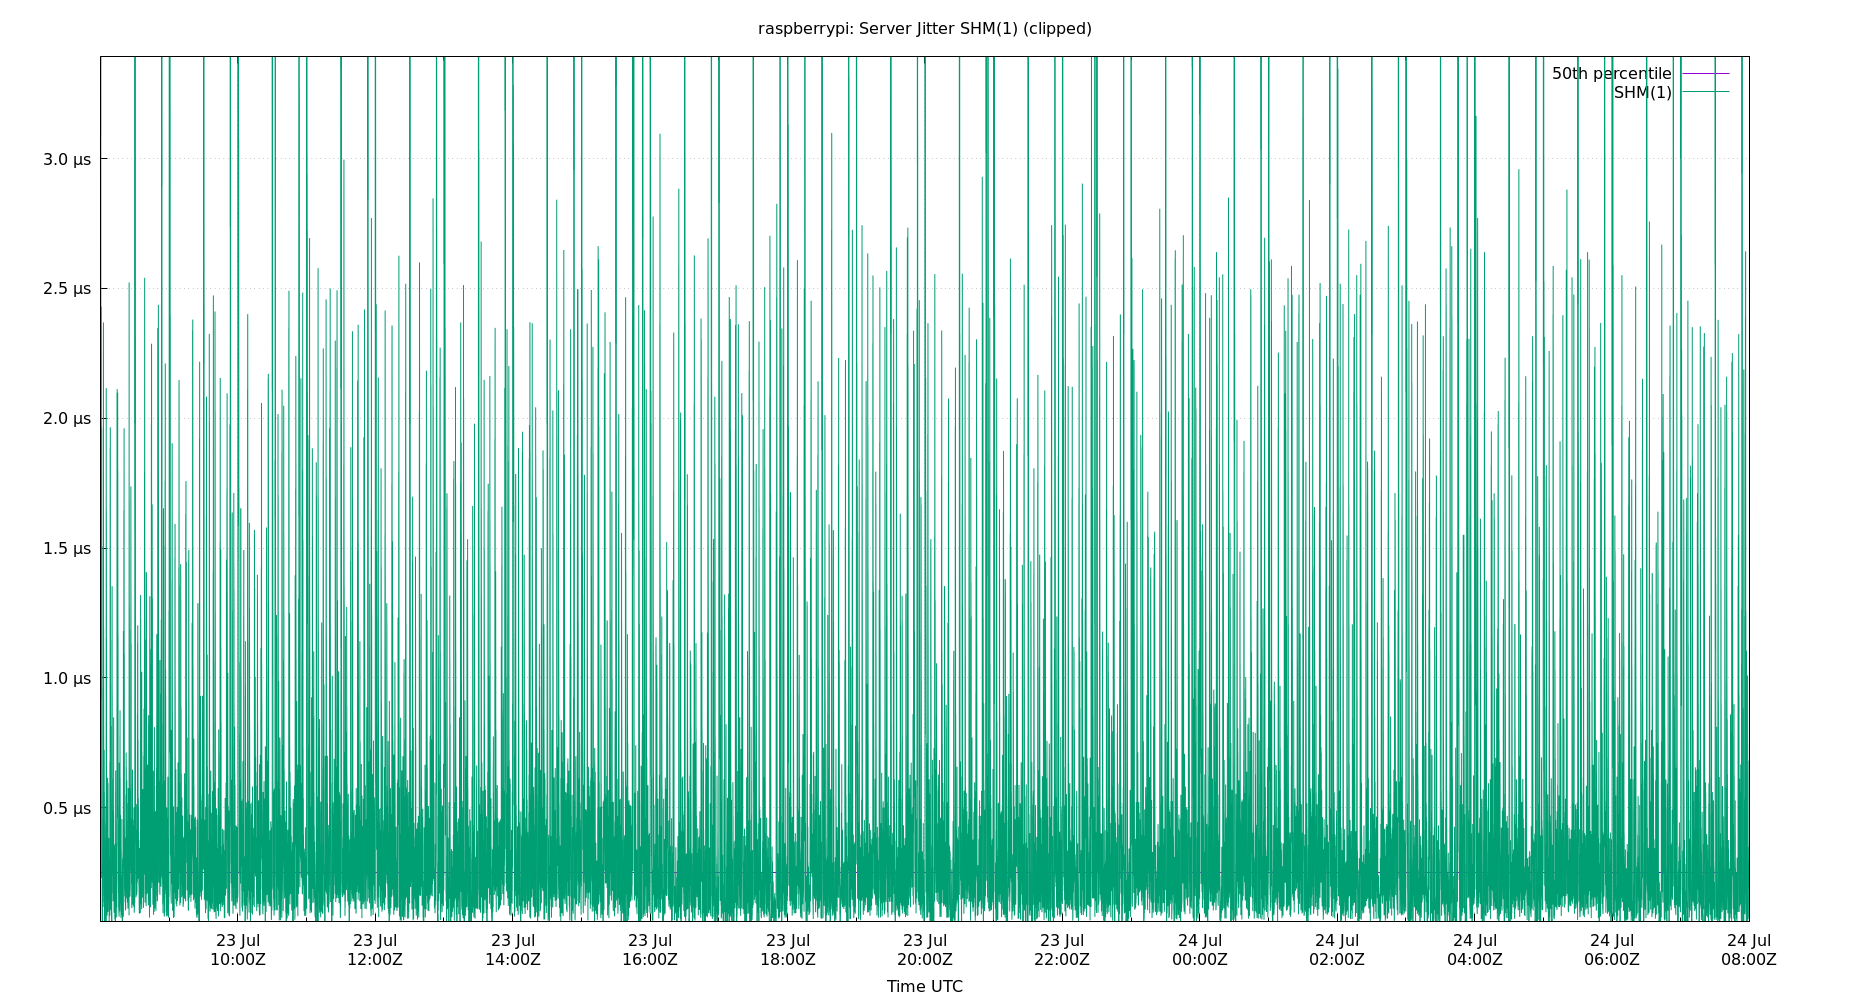 raspberrypi: Server Jitter SHM(1) (clipped)
50th percentile
SHM(1)
3.0 µs
2.5 µs
2.0 µs
1.5 µs
1.0 µs
0.5 µs
23 Jul 23 Jul 23 Jul 23 Jul 23 Jul 23 Jul 23 Jul 24 Jul 24 Jul 24 Jul 24 Jul 24 Jul
10:00Z 12:00Z 14:00Z 16:00Z 18:00Z 20:00Z 22:00Z 00:00Z 02:00Z 04:00Z 06:00Z 08:00Z
Time UTC